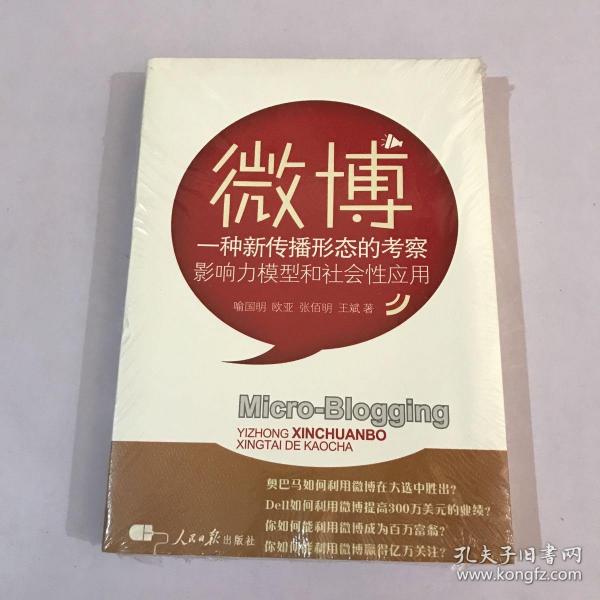 微博
一种新传播形态的考察
影响力模型和社会性应用
喻国明 欧亚 张佰明 王斌 著
Micro-Blogging
YIZHONG XINCHUANBO
XINGTAI DE KAOCHA
奥巴马如何利用微博在大选中胜出?
Dell如何利用微博提高300万美元的业绩?
你如何能利用微博成为百万富翁?
你如何能利用微博赢得亿万关注?
人民日报出版社
孔夫子旧书网
www.kongfz.com